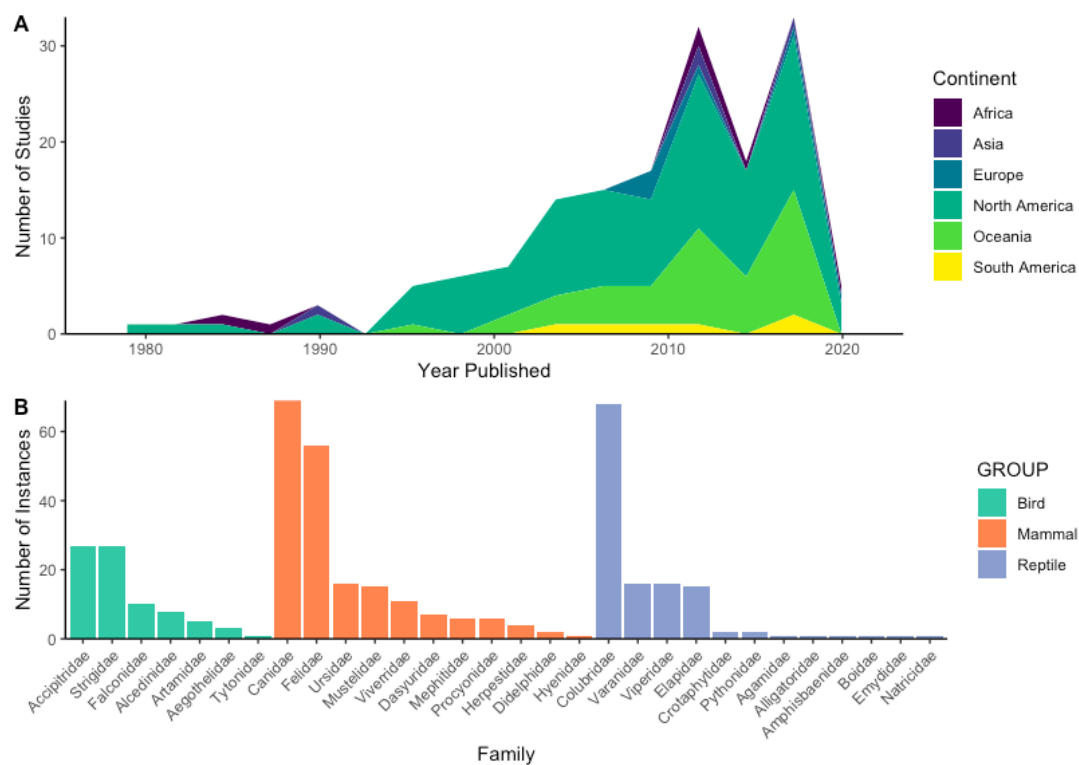 A
30
20
10
0
Number of Studies
1980
1990
2000
2010
2020
Year Published
Continent
Africa
Asia
Europe
North America
Oceania
South America
B
60
40
20
0
Number of Instances
Accipitridae
Strigidae
Falconidae
Alcedinidae
Artamidae
Aegothelidae
Tylonidae
Canidae
Felidae
Ursidae
Mustelidae
Viverridae
Dasyuridae
Mephitidae
Procyonidae
Herpestidae
Didelphidae
Hyenidae
Colubridae
Varanidae
Viperidae
Elapidae
Crotaphytidae
Pythonidae
Agamidae
Alligatoridae
Amphisbaenidae
Boidae
Emydidae
Natricidae
Family
GROUP
Bird
Mammal
Reptile